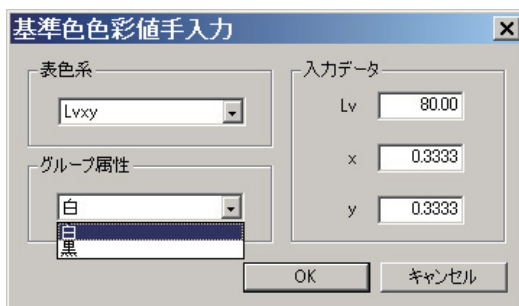 基準色色彩値手入力
表色系
Lvxy
グループ属性
白
白
黒
入力データ
Lv 80.00
x 0.3333
y 0.3333
OK キャンセル